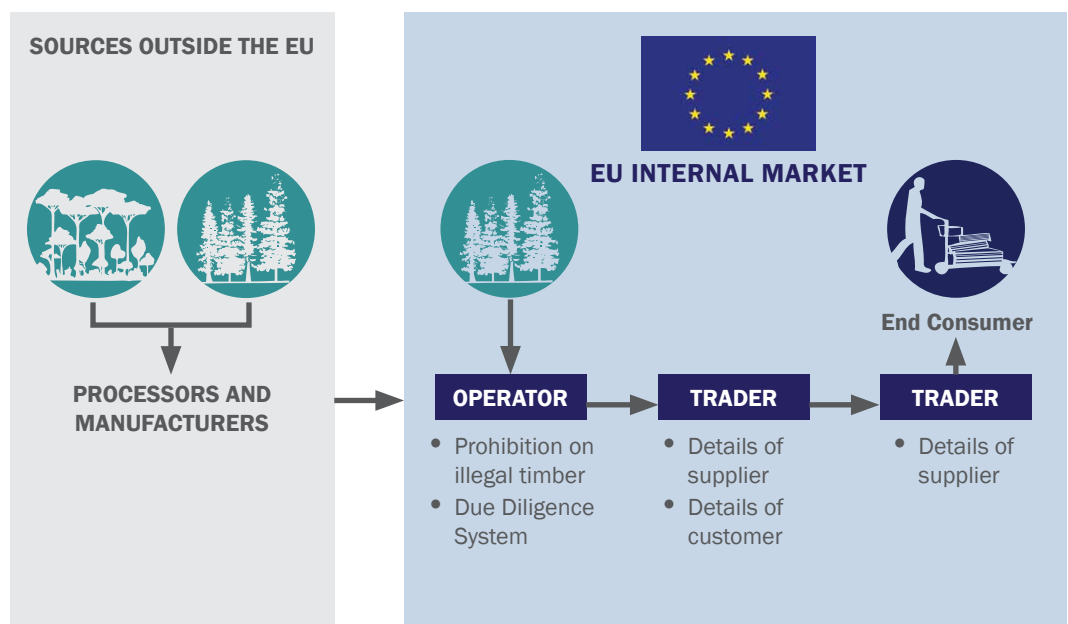 SOURCES OUTSIDE THE EU
EU INTERNAL MARKET
End Consumer
PROCESSORS AND
MANUFACTURERS
OPERATOR
TRADER
TRADER
• Prohibition on
illegal timber
• Due Diligence
System
• Details of
supplier
• Details of
customer
• Details of
supplier